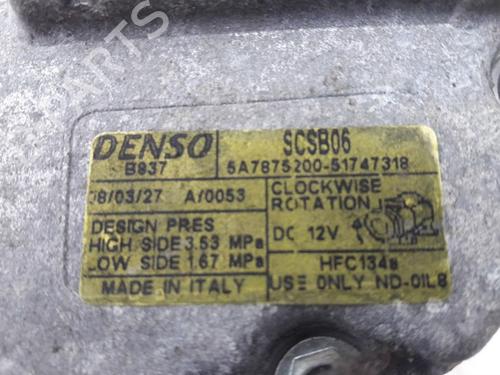 DENSO SCSB06
B937 5A7875200-51747318
08/03/27 A/0053 CLOCKWISE
ROTATION
DESIGN PRES DC 12V
HIGH SIDE 3.53 MPa
LOW SIDE 1.67 MPa HFC134a
MADE IN ITALY USE ONLY ND-OIL8